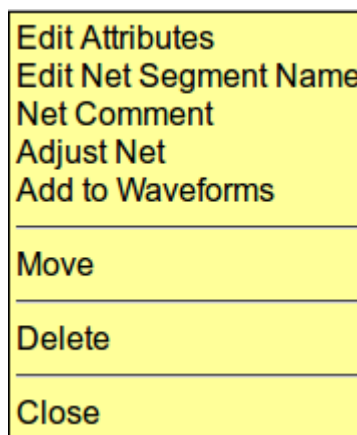 Edit Attributes
Edit Net Segment Name
Net Comment
Adjust Net
Add to Waveforms
Move
Delete
Close